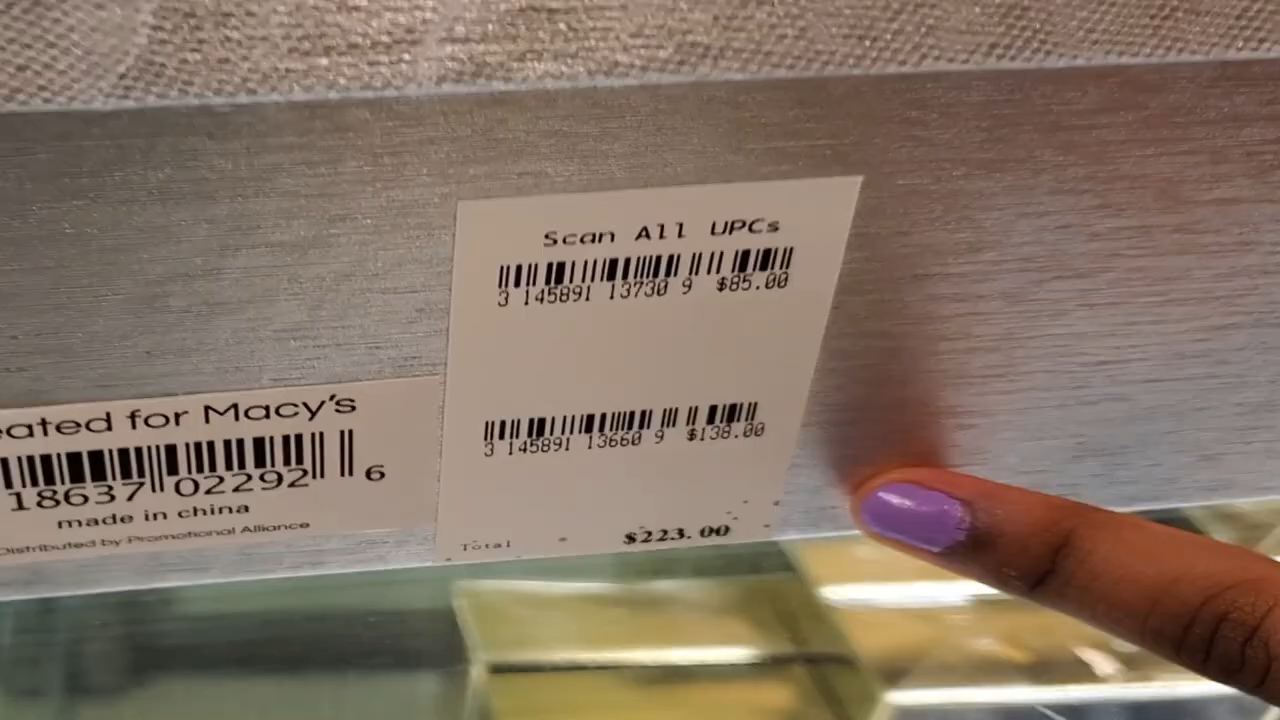 Scan All UPCs
3 145891 13730 9 $85.00
3 145891 13660 9 $138.00
Total $223.00
for Macy's
18637 02292 6
made in china
Distributed by Promotional Alliance